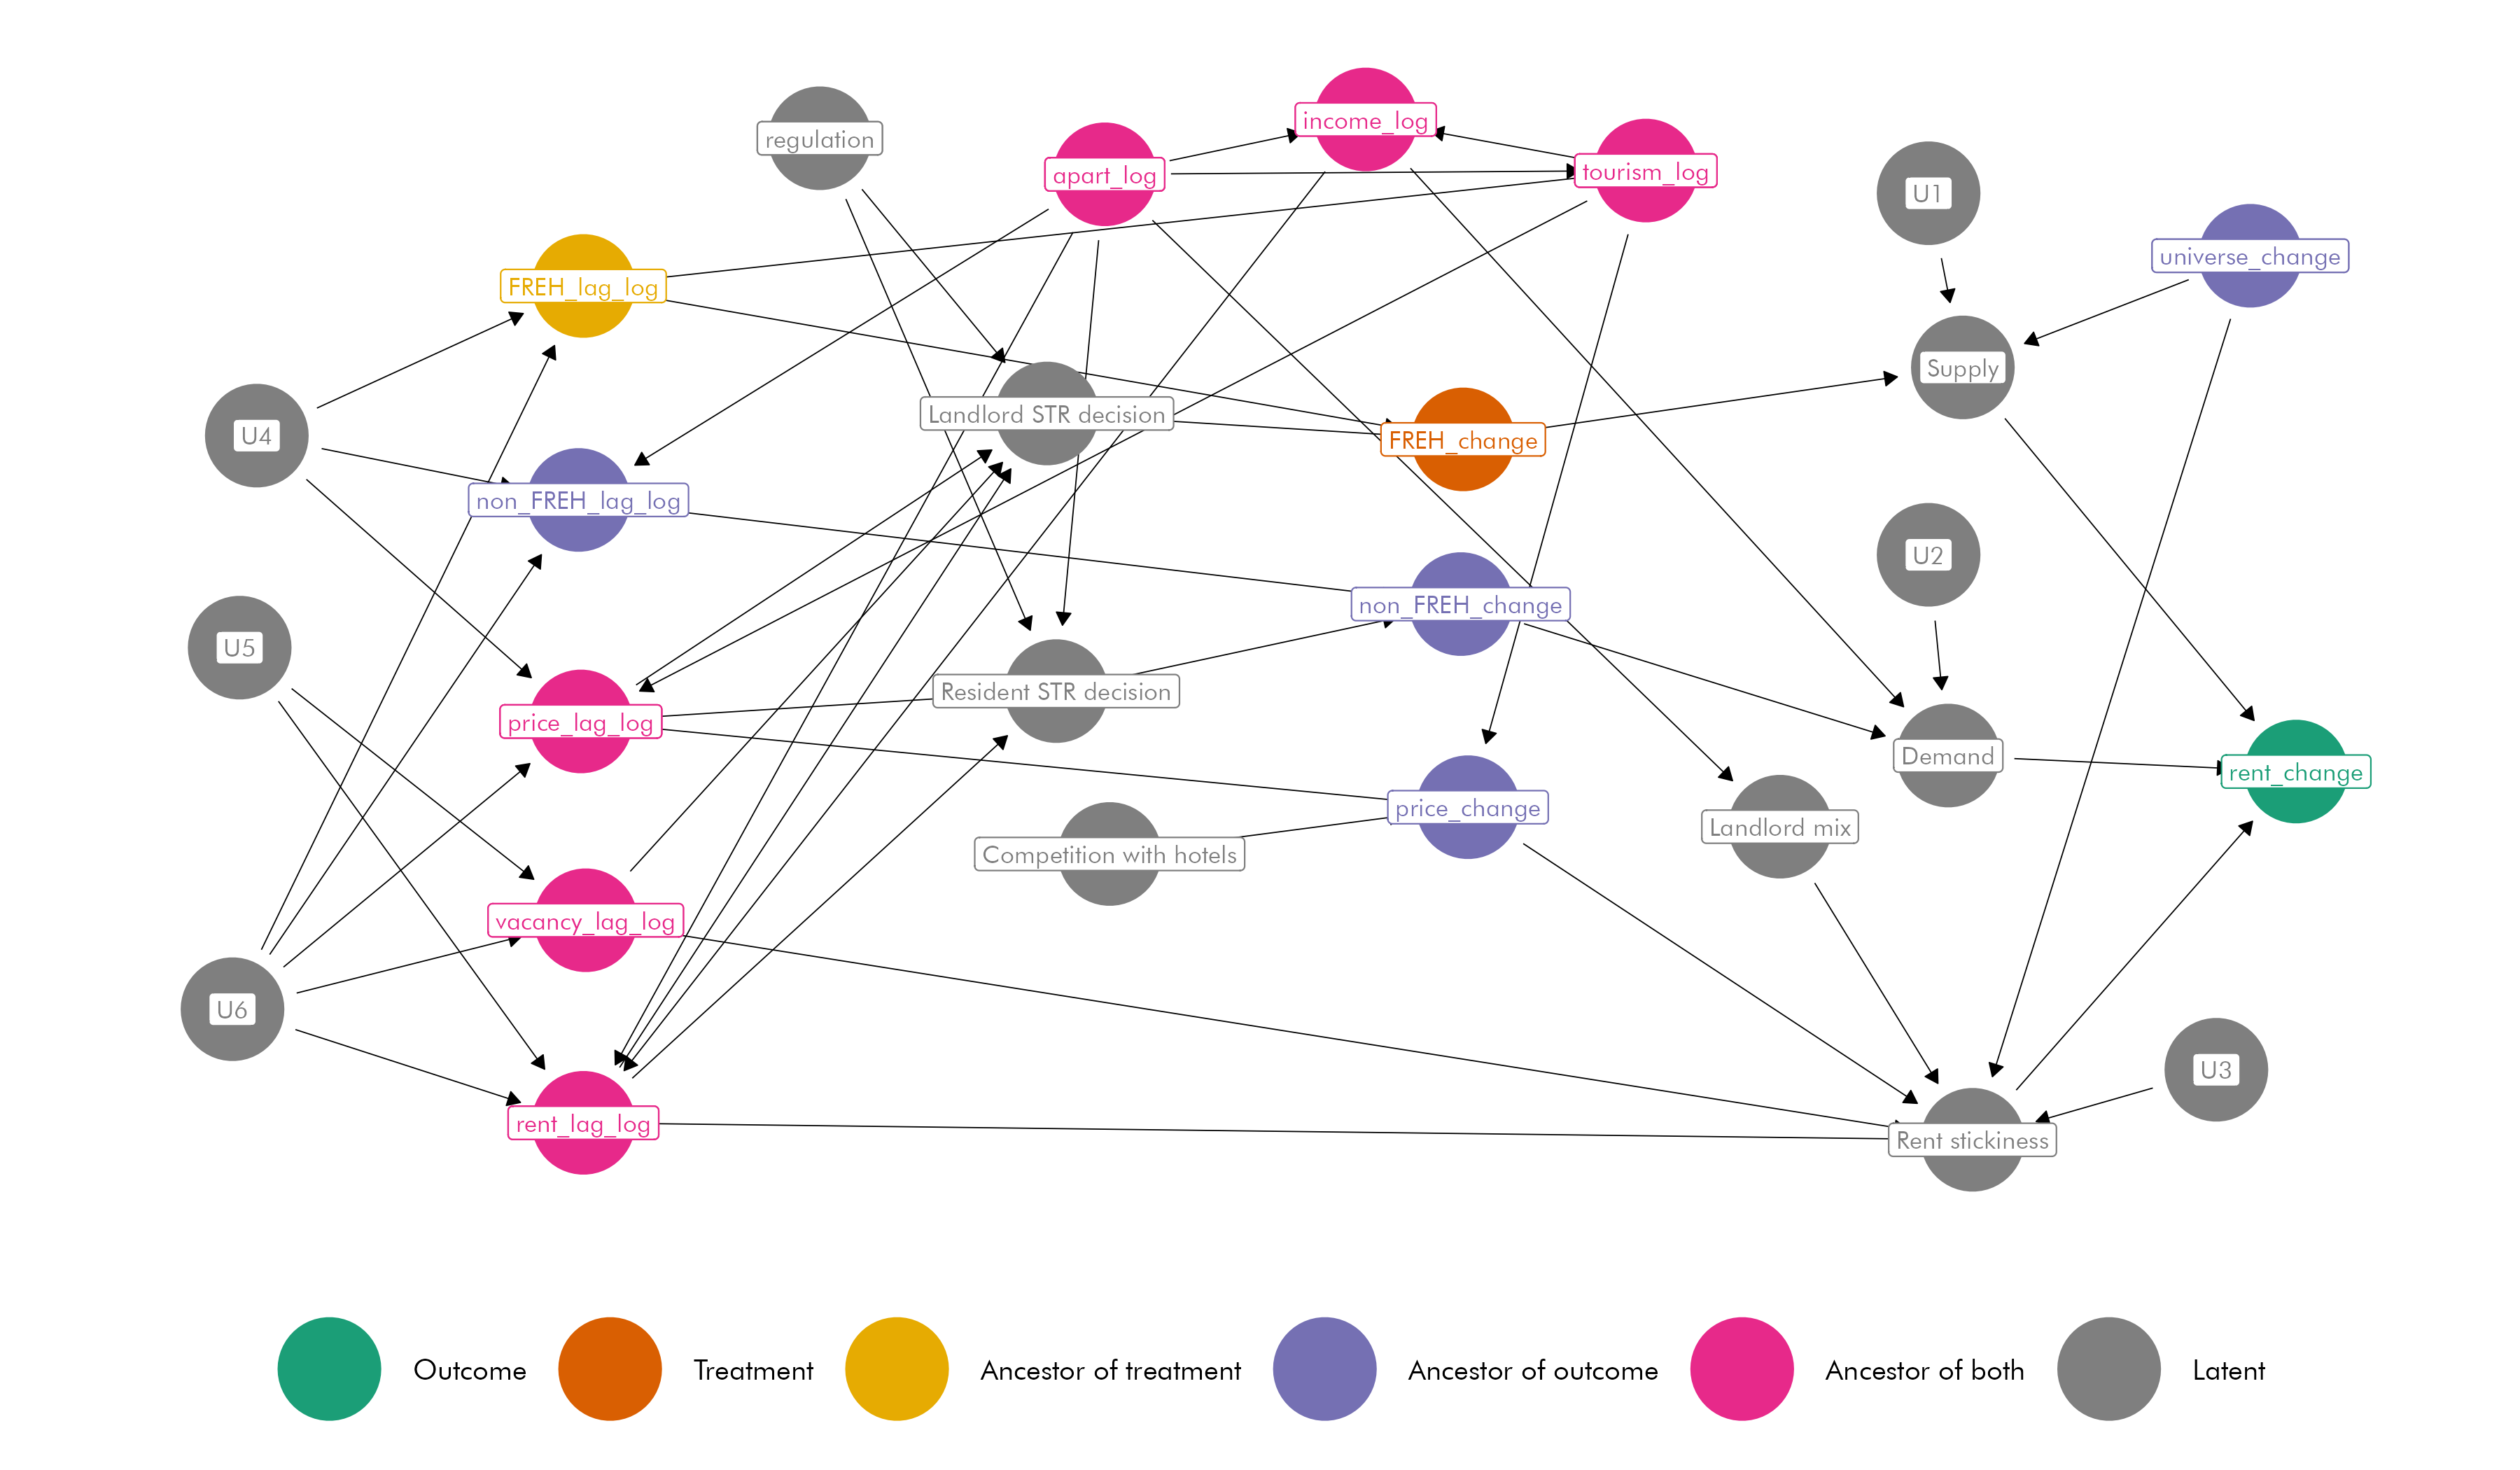 income_log
regulation
apart_log
tourism_log
U1
universe_change
FREH_lag_log
Supply
Landlord STR decision
U4
FREH_change
non_FREH_lag_log
U2
non_FREH_change
U5
Resident STR decision
price_lag_log
Demand
rent_change
price_change
Landlord mix
Competition with hotels
vacancy_lag_log
U6
U3
rent_lag_log
Rent stickiness
Outcome
Treatment
Ancestor of treatment
Ancestor of outcome
Ancestor of both
Latent